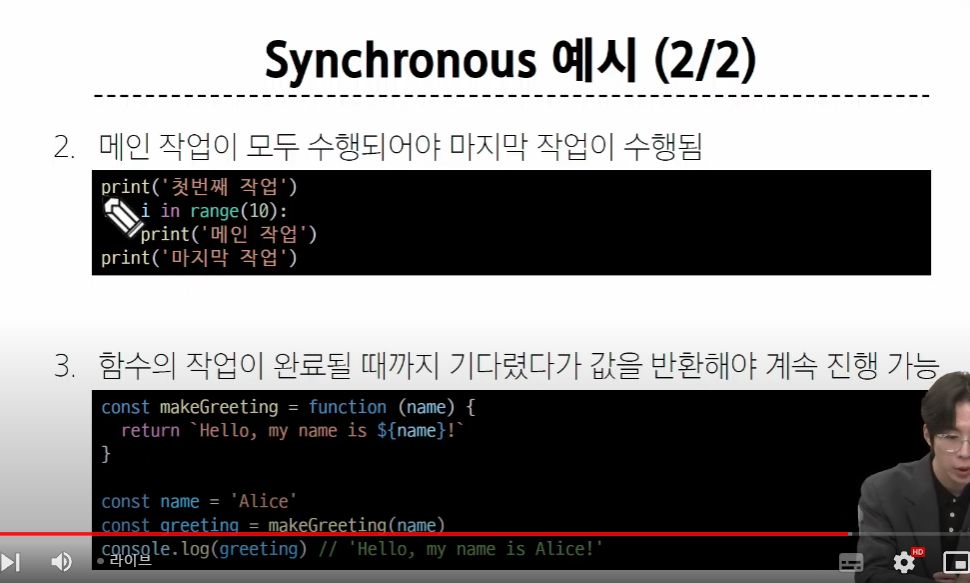 Synchronous 예시 (2/2)
2. 메인 작업이 모두 수행되어야 마지막 작업이 수행됨
print('첫번째 작업')
i in range(10):
print('메인 작업')
print('마지막 작업')
3. 함수의 작업이 완료될 때까지 기다렸다가 값을 반환해야 계속 진행 가능
const makeGreeting = function (name) {
return `Hello, my name is ${name}!`
}
const name = 'Alice'
const greeting = makeGreeting(name)
console.log(greeting) // 'Hello, my name is Alice!'
라이브
HD